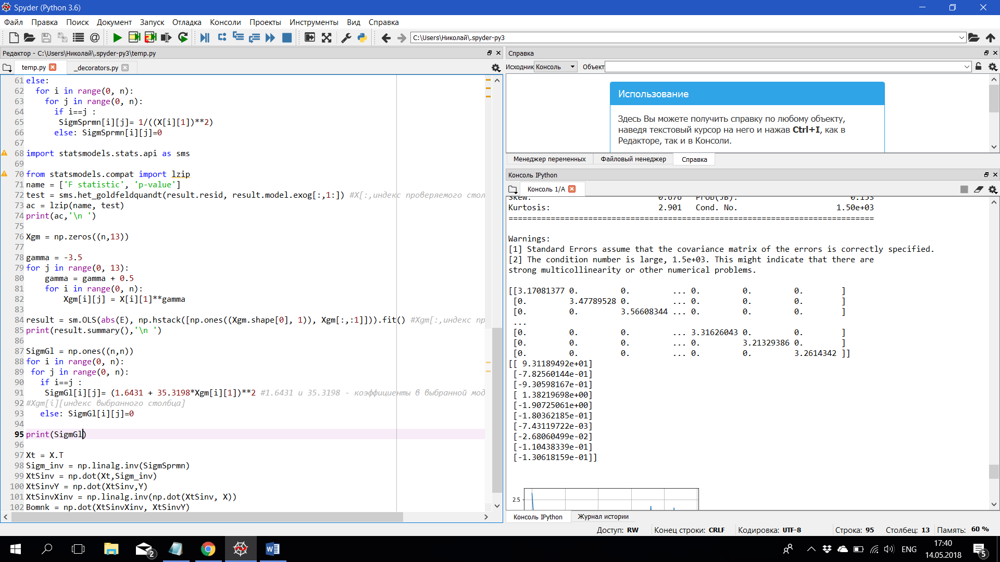 Spyder (Python 3.6)
Файл Правка Поиск Документ Запуск Отладка Консоли Проекты Инструменты Вид Справка
C:\Users\Николай\.spyder-py3
Редактор - C:\Users\Николай\.spyder-py3\temp.py
temp.py _decorators.py
61 else:
62   for i in range(0, n):
63     for j in range(0, n):
64       if i==j :
65        SigmSprmn[i][j]= 1/((X[i][1])**2)
66       else: SigmSprmn[i][j]=0
67
68 import statsmodels.stats.api as sms
69
70 from statsmodels.compat import lzip
71 name = ['F statistic', 'p-value']
72 test = sms.het_goldfeldquandt(result.resid, result.model.exog[:,1:]) #X[:,индекс проверяемого стол
73 ac = lzip(name, test)
74 print(ac,'\n ')
75
76 Xgm = np.zeros((n,13))
77
78 gamma = -3.5
79 for j in range(0, 13):
80     gamma = gamma + 0.5
81     for i in range(0, n):
82         Xgm[i][j] = X[i][1]**gamma
83
84 result = sm.OLS(abs(E), np.hstack([np.ones((Xgm.shape[0], 1)), Xgm[:,:1]])).fit() #Xgm[:,индекс пр
85 print(result.summary(),'\n ')
86
87 SigmGl = np.ones((n,n))
88 for i in range(0, n):
89  for j in range(0, n):
90    if i==j :
91     SigmGl[i][j]= (1.6431 + 35.3198*Xgm[i][1])**2 #1.6431 и 35.3198 - коэффициенты в выбранной мод
92 #Xgm[i][индекс выбранного столбца]
93    else: SigmGl[i][j]=0
94
95 print(SigmGl)
96
97 Xt = X.T
98 Sigm_inv = np.linalg.inv(SigmSprmn)
99 XtSinv = np.dot(Xt,Sigm_inv)
100 XtSinvY = np.dot(XtSinv,Y)
101 XtSinvXinv = np.linalg.inv(np.dot(XtSinv, X))
102 Bomnk = np.dot(XtSinvXinv, XtSinvY)
Справка
Исходник Консоль Объект
Использование
Здесь Вы можете получить справку по любому объекту,
наведя текстовый курсор на него и нажав Ctrl+I, как в
Редакторе, так и в Консоли.
Менеджер переменных Файловый менеджер Справка
Консоль IPython
Консоль 1/A
Skew: 0.676 Prob(JB): 0.153
Kurtosis: 2.901 Cond. No. 1.50e+03
==============================================================================
Warnings:
[1] Standard Errors assume that the covariance matrix of the errors is correctly specified.
[2] The condition number is large, 1.5e+03. This might indicate that there are
strong multicollinearity or other numerical problems.
[[3.17081377 0. 0. ... 0. 0. 0. ]
[0. 3.47789528 0. ... 0. 0. 0. ]
[0. 0. 3.56608344 ... 0. 0. 0. ]
...
[0. 0. 0. ... 3.31626043 0. 0. ]
[0. 0. 0. ... 0. 3.21329386 0. ]
[0. 0. 0. ... 0. 0. 3.2614342 ]]
[[ 9.31189492e+01]
[-7.82560144e-01]
[-9.30598167e-01]
[ 1.38219698e+00]
[-1.90725061e+00]
[-1.80362185e-01]
[-7.43119722e-03]
[-2.68060499e-02]
[-1.10438339e-01]
[-1.30618159e-01]]
2.5
Консоль IPython Журнал истории
Доступ: RW Конец строки: CRLF Кодировка: UTF-8 Строка: 95 Столбец: 13 Память: 60 %
2
ENG
17:40
14.05.2018
5